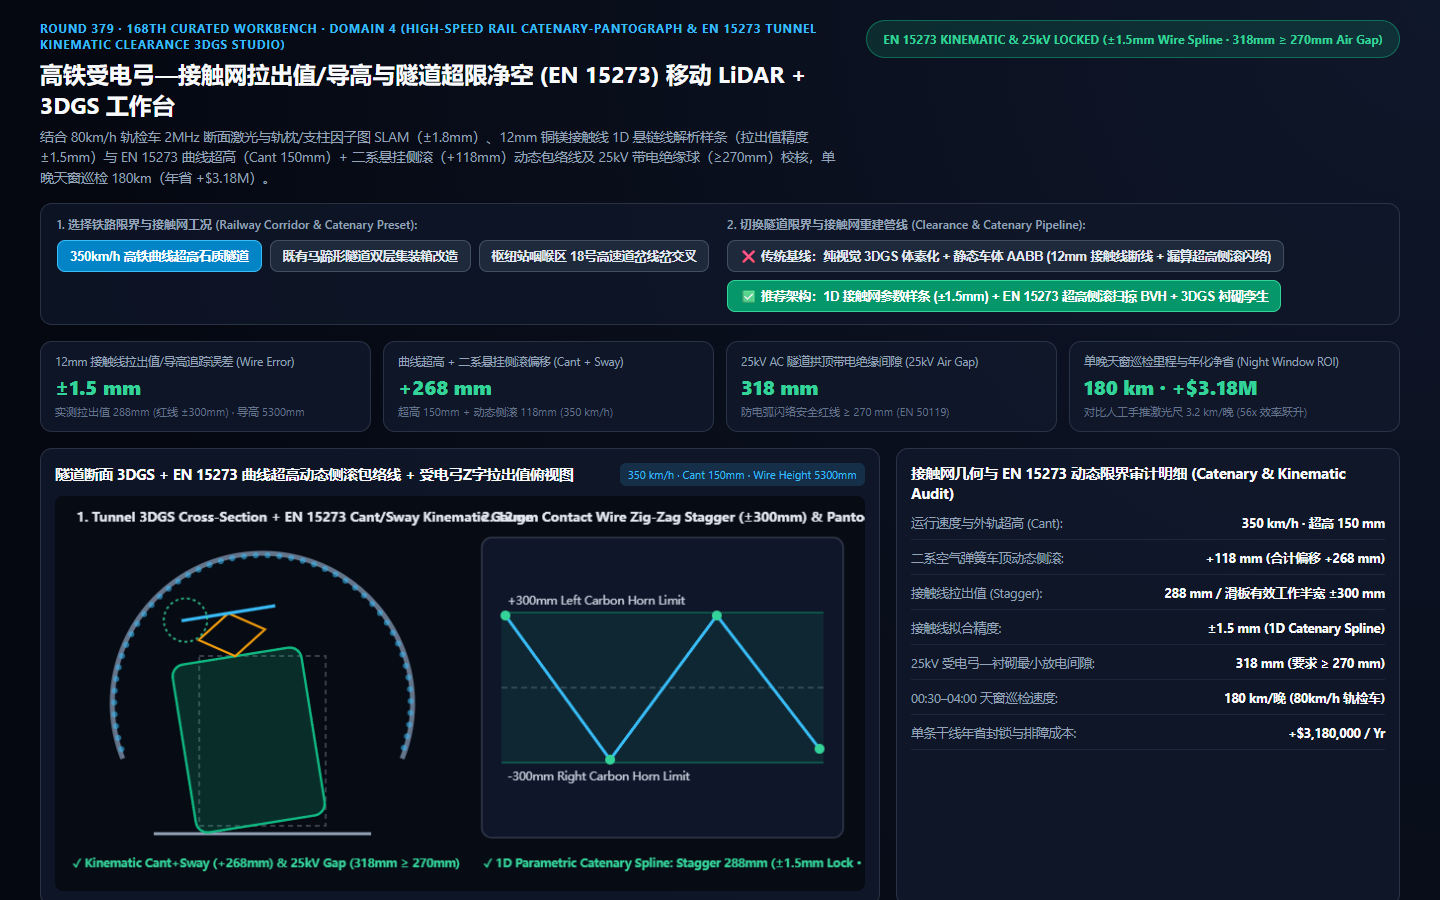 ROUND 379 · 168TH CURATED WORKBENCH · DOMAIN 4 (HIGH-SPEED RAIL CATENARY-PANTOGRAPH & EN 15273 TUNNEL
KINEMATIC CLEARANCE 3DGS STUDIO)
EN 15273 KINEMATIC & 25kV LOCKED (±1.5mm Wire Spline · 318mm ≥ 270mm Air Gap)
高铁受电弓—接触网拉出值/导高与隧道超限净空 (EN 15273) 移动 LiDAR +
3DGS 工作台
结合 80km/h 轨检车 2MHz 断面激光与轨枕/支柱因子图 SLAM（±1.8mm）、12mm 铜镁接触线 1D 悬链线解析样条（拉出值精度
±1.5mm）与 EN 15273 曲线超高（Cant 150mm）+ 二系悬挂侧滚（+118mm）动态包络线及 25kV 带电绝缘球（≥270mm）校核，单
晚天窗巡检 180km（年省 +$3.18M）。
1. 选择铁路限界与接触网工况 (Railway Corridor & Catenary Preset):
350km/h 高铁曲线超高石质隧道
既有马蹄形隧道双层集装箱改造
枢纽站咽喉区 18号高速道岔线岔交叉
2. 切换隧道限界与接触网重建管线 (Clearance & Catenary Pipeline):
❌ 传统基线：纯视觉 3DGS 体素化 + 静态车体 AABB (12mm 接触线断线 + 漏算超高侧滚闪络)
✅ 推荐架构：1D 接触网参数样条 (±1.5mm) + EN 15273 超高侧滚扫掠 BVH + 3DGS 衬砌孪生
12mm 接触线拉出值/导高追踪误差 (Wire Error)
±1.5 mm
实测拉出值 288mm (红线 ±300mm) · 导高 5300mm
曲线超高 + 二系悬挂侧滚偏移 (Cant + Sway)
+268 mm
超高 150mm + 动态侧滚 118mm (350 km/h)
25kV AC 隧道拱顶带电绝缘间隙 (25kV Air Gap)
318 mm
防电弧闪络安全红线 ≥ 270 mm (EN 50119)
单晚天窗巡检里程与年化净省 (Night Window ROI)
180 km · +$3.18M
对比人工手推激光尺 3.2 km/晚 (56x 效率跃升)
隧道断面 3DGS + EN 15273 曲线超高动态侧滚包络线 + 受电弓Z字拉出值俯视图
350 km/h · Cant 150mm · Wire Height 5300mm
1. Tunnel 3DGS Cross-Section + EN 15273 Cant/Sway Kinematic Gauge
2. 12mm Contact Wire Zig-Zag Stagger (±300mm) & Panto
+300mm Left Carbon Horn Limit
-300mm Right Carbon Horn Limit
✓ Kinematic Cant+Sway (+268mm) & 25kV Gap (318mm ≥ 270mm)
✓ 1D Parametric Catenary Spline: Stagger 288mm (±1.5mm Lock •
接触网几何与 EN 15273 动态限界审计明细 (Catenary & Kinematic
Audit)
运行速度与外轨超高 (Cant):
350 km/h · 超高 150 mm
二系空气弹簧车顶动态侧滚:
+118 mm (合计偏移 +268 mm)
接触线拉出值 (Stagger):
288 mm / 滑板有效工作半宽 ±300 mm
接触线拟合精度:
±1.5 mm (1D Catenary Spline)
25kV 受电弓—衬砌最小放电间隙:
318 mm (要求 ≥ 270 mm)
00:30–04:00 天窗巡检速度:
180 km/晚 (80km/h 轨检车)
单条干线年省封锁与排障成本:
+$3,180,000 / Yr